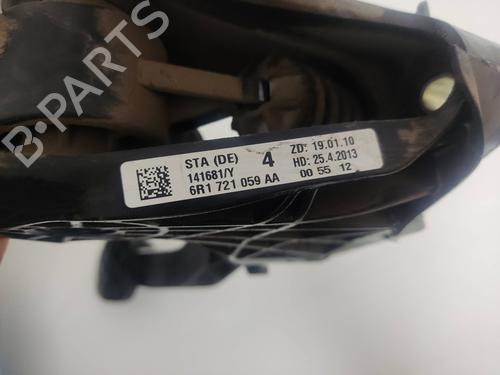 STA (DE) 4 ZD: 19.01.10
141681/Y HD: 25.4.2013
6R1 721 059 AA 00 55 12
B-PARTS